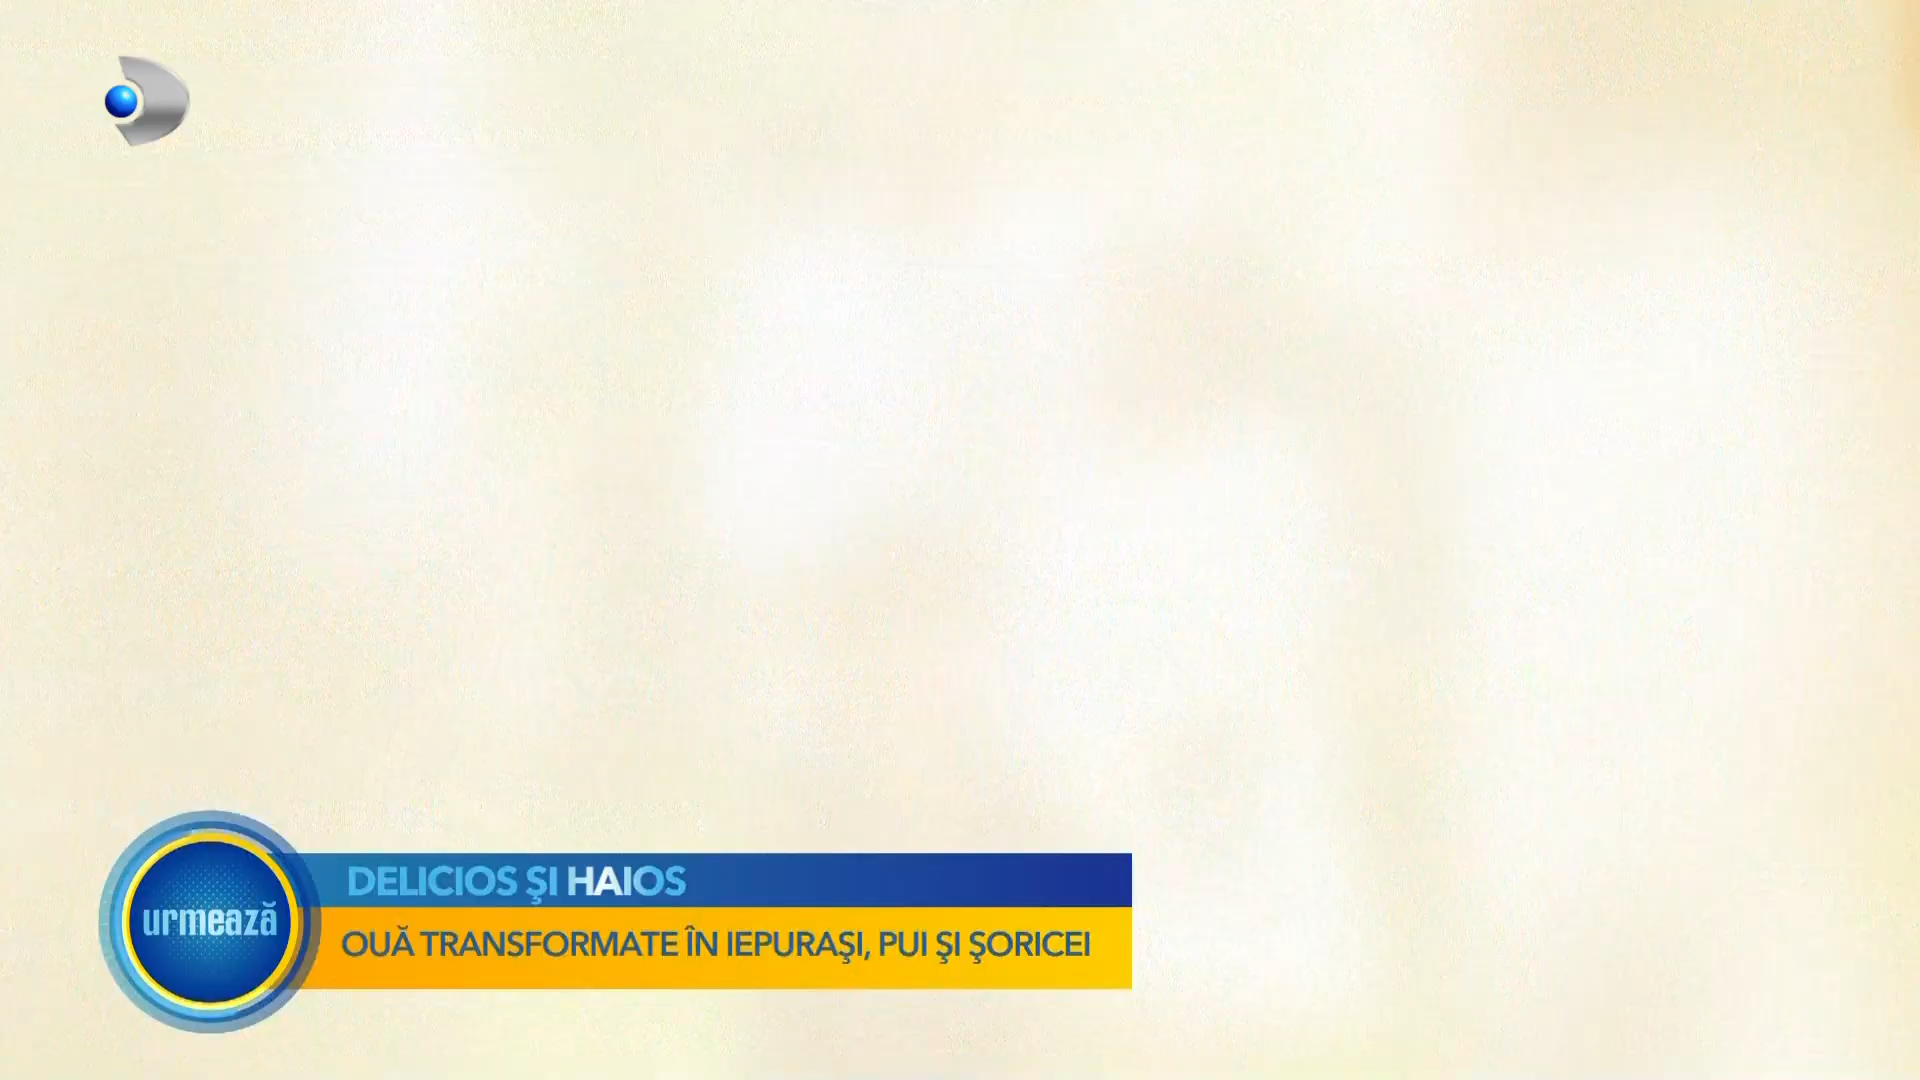 DELICIOS ŞI HAIOS
urmează
OUĂ TRANSFORMATE ÎN IEPURAŞI, PUI ŞI ŞORICEI